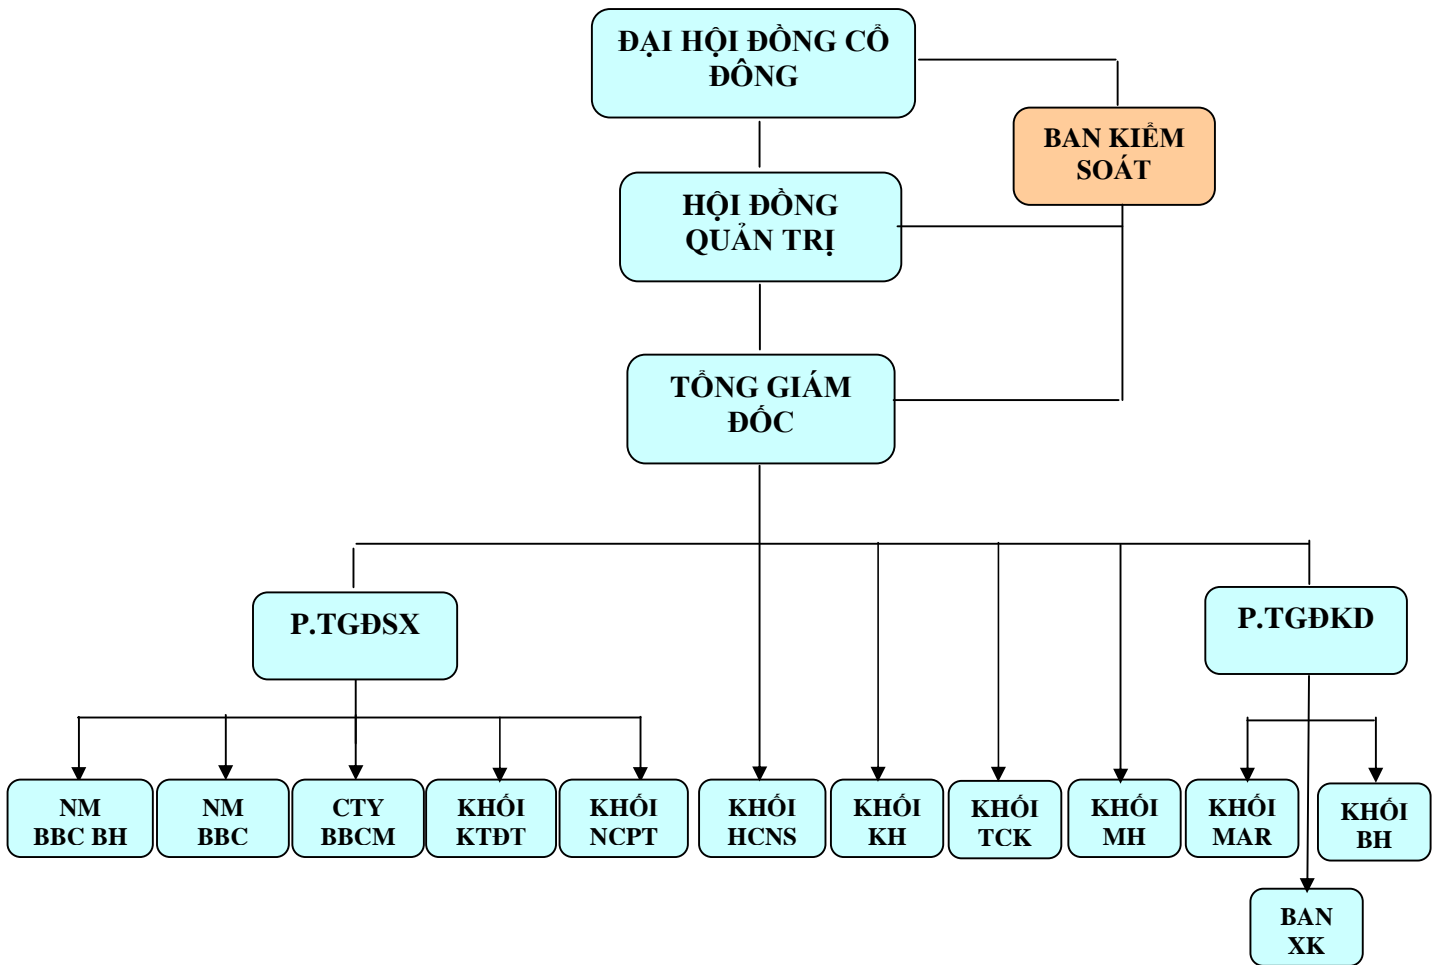 ĐẠI HỘI ĐỒNG CỔ
ĐÔNG
BAN KIỂM
SOÁT
HỘI ĐỒNG
QUẢN TRỊ
TỔNG GIÁM
ĐỐC
P.TGĐSX
P.TGĐKD
NM
BBC BH
NM
BBC
CTY
BBCM
KHỐI
KTĐT
KHỐI
NCPT
KHỐI
HCNS
KHỐI
KH
KHỐI
TCK
KHỐI
MH
KHỐI
MAR
KHỐI
BH
BAN
XK